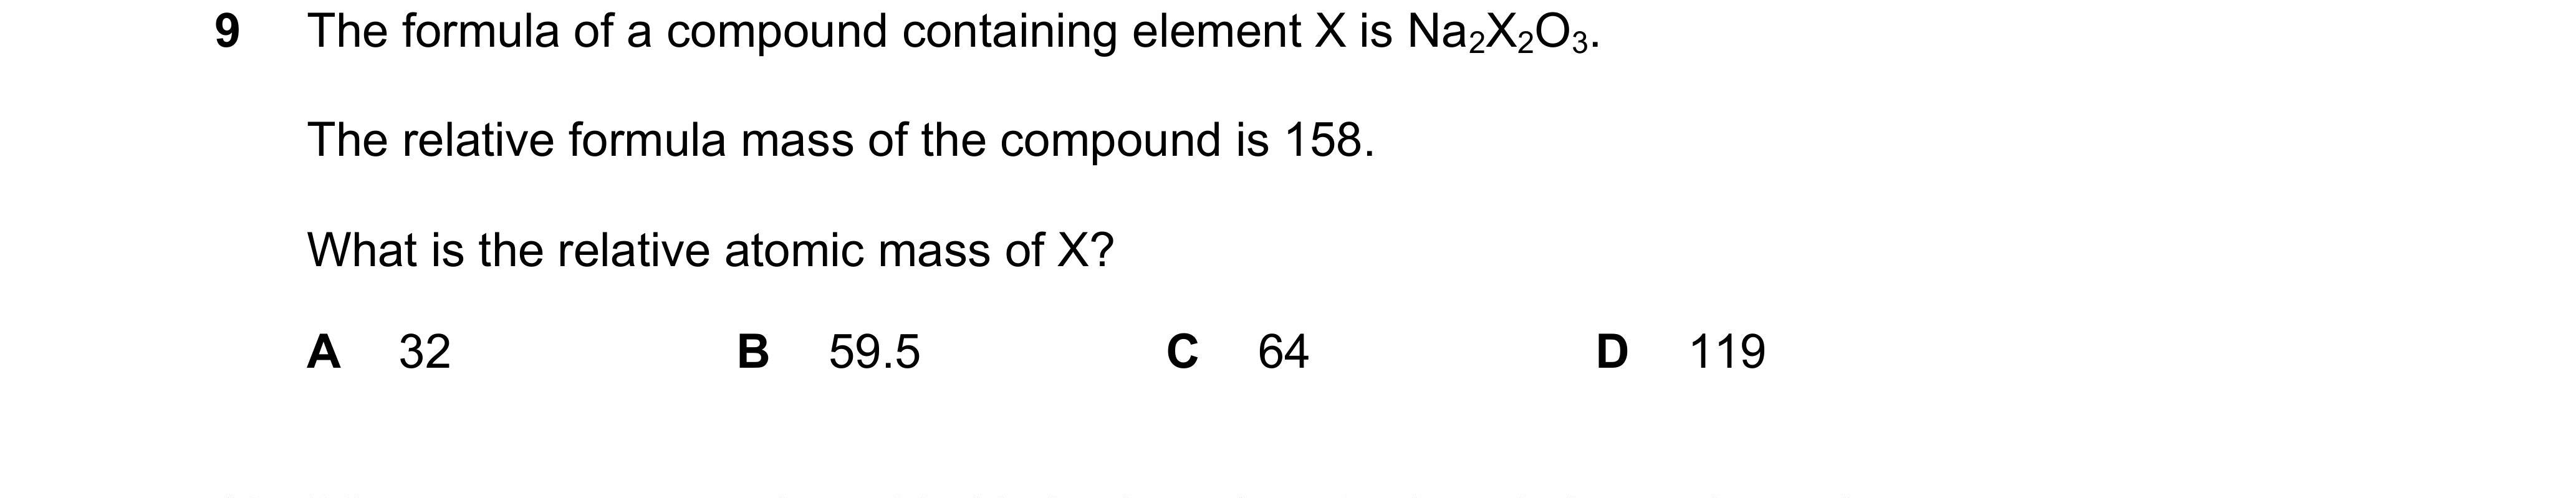 9 The formula of a compound containing element X is Na₂X₂O₃.
The relative formula mass of the compound is 158.
What is the relative atomic mass of X?
A 32 B 59.5 C 64 D 119